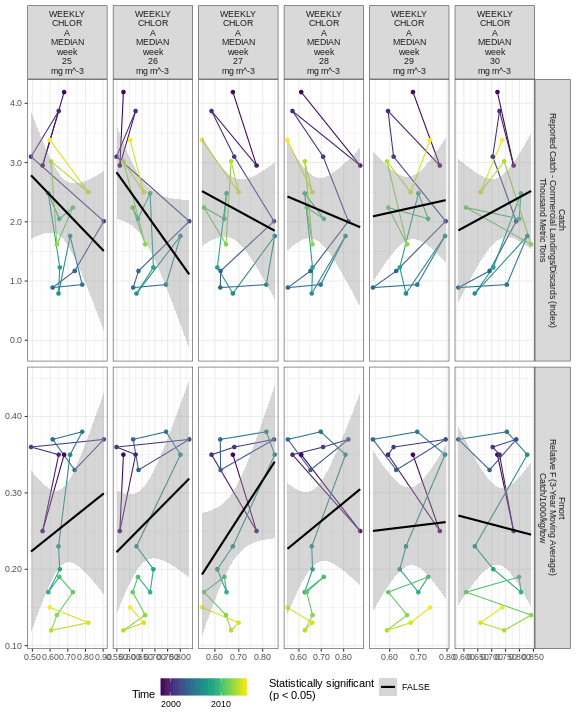 WEEKLY
CHLOR
A
MEDIAN
week
25
mg m^-3
WEEKLY
CHLOR
A
MEDIAN
week
26
mg m^-3
WEEKLY
CHLOR
A
MEDIAN
week
27
mg m^-3
WEEKLY
CHLOR
A
MEDIAN
week
28
mg m^-3
WEEKLY
CHLOR
A
MEDIAN
week
29
mg m^-3
WEEKLY
CHLOR
A
MEDIAN
week
30
mg m^-3
4.0
3.0
2.0
1.0
0.0
Catch
Reported Catch - Commercial Landings/Discards (Index)
Thousand Metric Tons
0.40
0.30
0.20
0.10
Fmort
Relative F (3-Year Moving Average)
Catch/1000/kg/tow
0.50 0.60 0.70 0.80 0.90
0.60 0.70 0.80
0.60 0.70 0.80
0.60 0.70 0.80
Time
2000 2010
Statistically significant
(p < 0.05)
FALSE